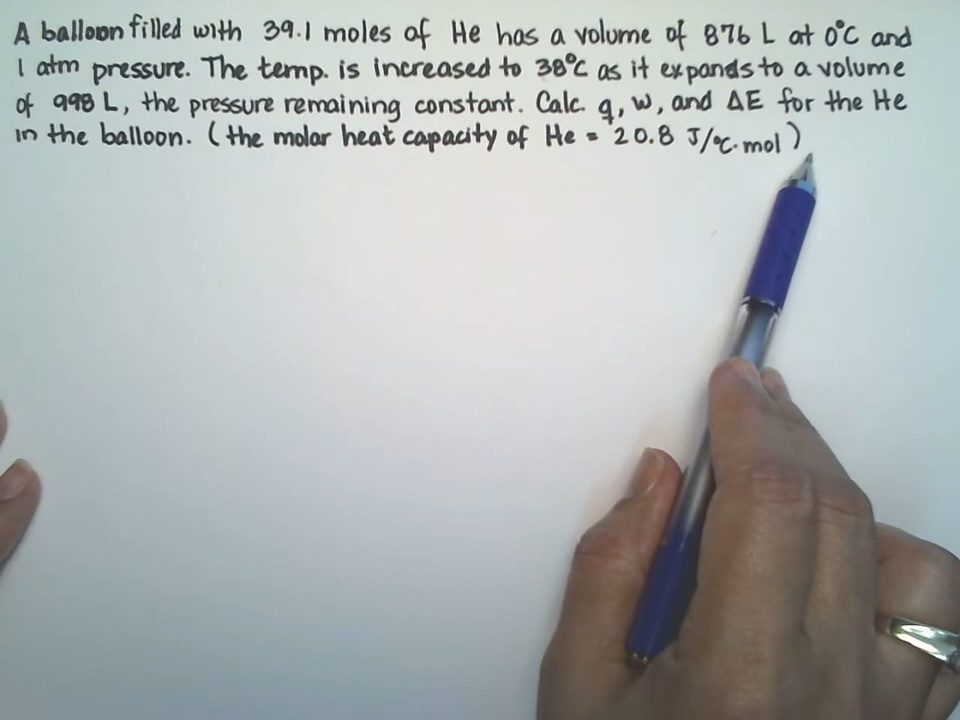 A balloon filled with 39.1 moles of He has a volume of 876 L at 0°C and
1 atm pressure. The temp. is increased to 38°C as it expands to a volume
of 998 L, the pressure remaining constant. Calc. q, w, and ΔE for the He
in the balloon. (the molar heat capacity of He = 20.8 J/°C·mol)